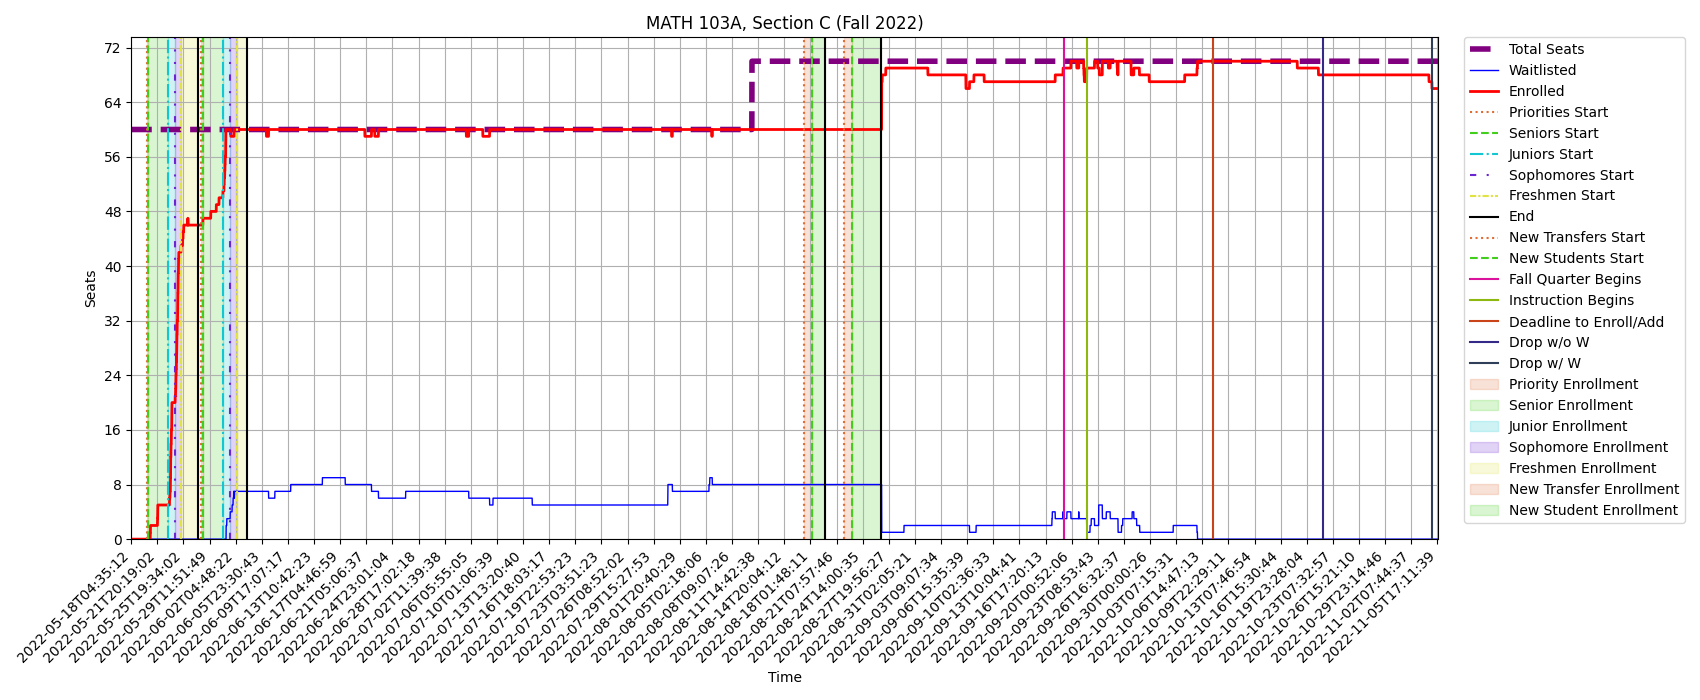 MATH 103A, Section C (Fall 2022)
72
64
56
48
40
32
24
16
8
0
Seats
2022-05-18T04:35:12
2022-05-21T20:19:02
2022-05-25T19:34:02
2022-05-29T11:51:49
2022-06-02T04:48:22
2022-06-05T23:30:43
2022-06-09T17:07:17
2022-06-13T10:42:23
2022-06-17T04:46:59
2022-06-21T05:06:37
2022-06-24T23:01:04
2022-06-28T17:02:18
2022-07-02T11:39:38
2022-07-06T05:55:05
2022-07-10T01:06:39
2022-07-13T13:20:40
2022-07-16T18:03:17
2022-07-19T22:53:23
2022-07-23T03:51:23
2022-07-26T08:52:02
2022-07-29T15:27:53
2022-08-01T20:40:29
2022-08-05T02:18:06
2022-08-08T09:07:26
2022-08-11T14:42:38
2022-08-14T20:04:12
2022-08-18T01:48:11
2022-08-21T07:57:46
2022-08-24T14:00:35
2022-08-27T19:56:27
2022-08-31T02:05:21
2022-09-03T09:07:34
2022-09-06T15:35:39
2022-09-10T02:36:33
2022-09-13T10:04:41
2022-09-16T17:20:13
2022-09-20T00:52:06
2022-09-23T08:53:43
2022-09-26T16:32:37
2022-09-30T00:00:26
2022-10-03T07:15:31
2022-10-06T14:47:13
2022-10-09T22:29:11
2022-10-13T07:46:54
2022-10-16T15:30:44
2022-10-19T23:28:04
2022-10-23T07:32:57
2022-10-26T15:21:10
2022-10-29T23:14:46
2022-11-02T07:44:37
2022-11-05T17:11:39
Time
Total Seats
Waitlisted
Enrolled
Priorities Start
Seniors Start
Juniors Start
Sophomores Start
Freshmen Start
End
New Transfers Start
New Students Start
Fall Quarter Begins
Instruction Begins
Deadline to Enroll/Add
Drop w/o W
Drop w/ W
Priority Enrollment
Senior Enrollment
Junior Enrollment
Sophomore Enrollment
Freshmen Enrollment
New Transfer Enrollment
New Student Enrollment